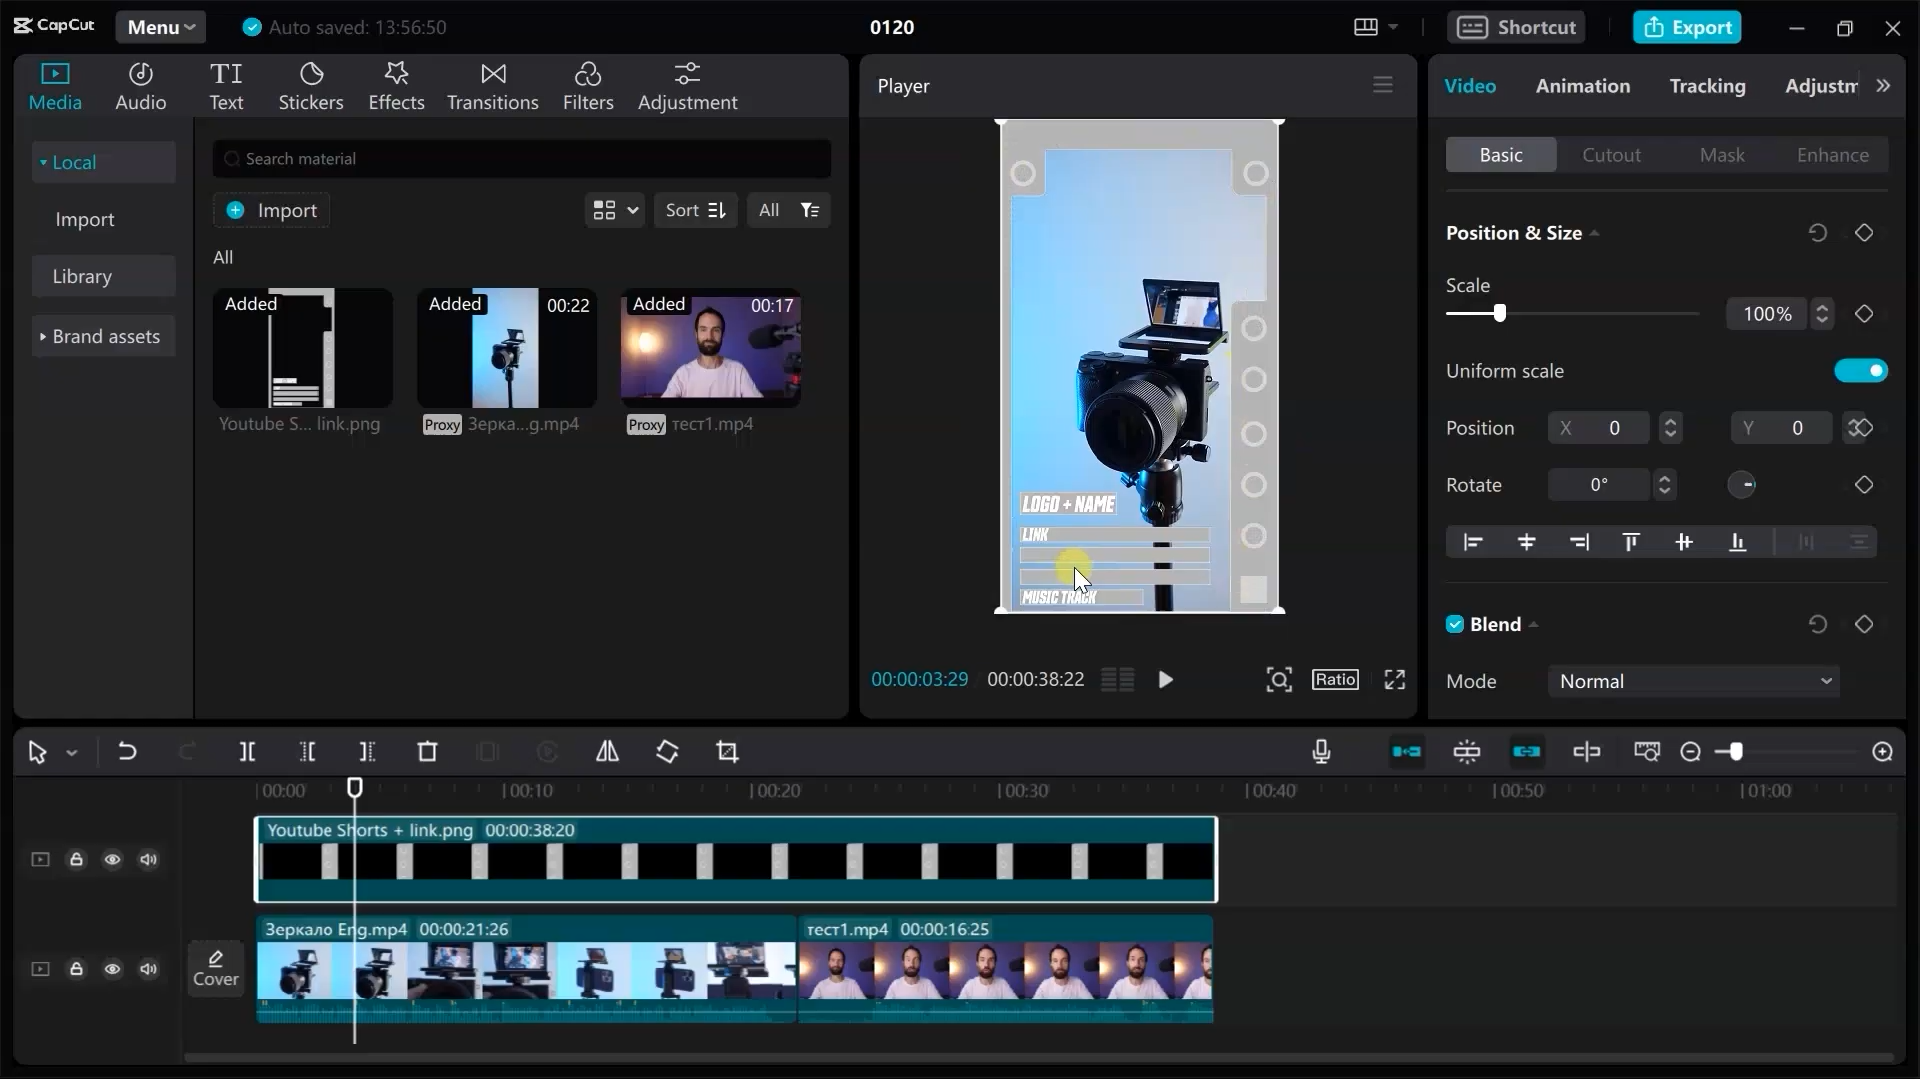 CapCut
Menu
Auto saved: 13:56:50
0120
Shortcut
Export
Media
Audio
Text
Stickers
Effects
Transitions
Filters
Adjustment
Local
Import
Library
Brand assets
Search material
Import
Sort
All
All
Added
Youtube S... link.png
Added
00:22
Proxy
Зерка...g.mp4
Added
00:17
Proxy
тест1.mp4
Player
LOGO + NAME
LINK
MUSIC TRACK
00:00:03:29
00:00:38:22
Ratio
Video
Animation
Tracking
Adjustm
Basic
Cutout
Mask
Enhance
Position & Size
Scale
100%
Uniform scale
Position
X 0
Y 0
Rotate
0°
Blend
Mode
Normal
00:00
00:10
00:20
00:30
00:40
00:50
01:00
Youtube Shorts + link.png 00:00:38:20
Cover
Зеркало Eng.mp4 00:00:21:26
тест1.mp4 00:00:16:25